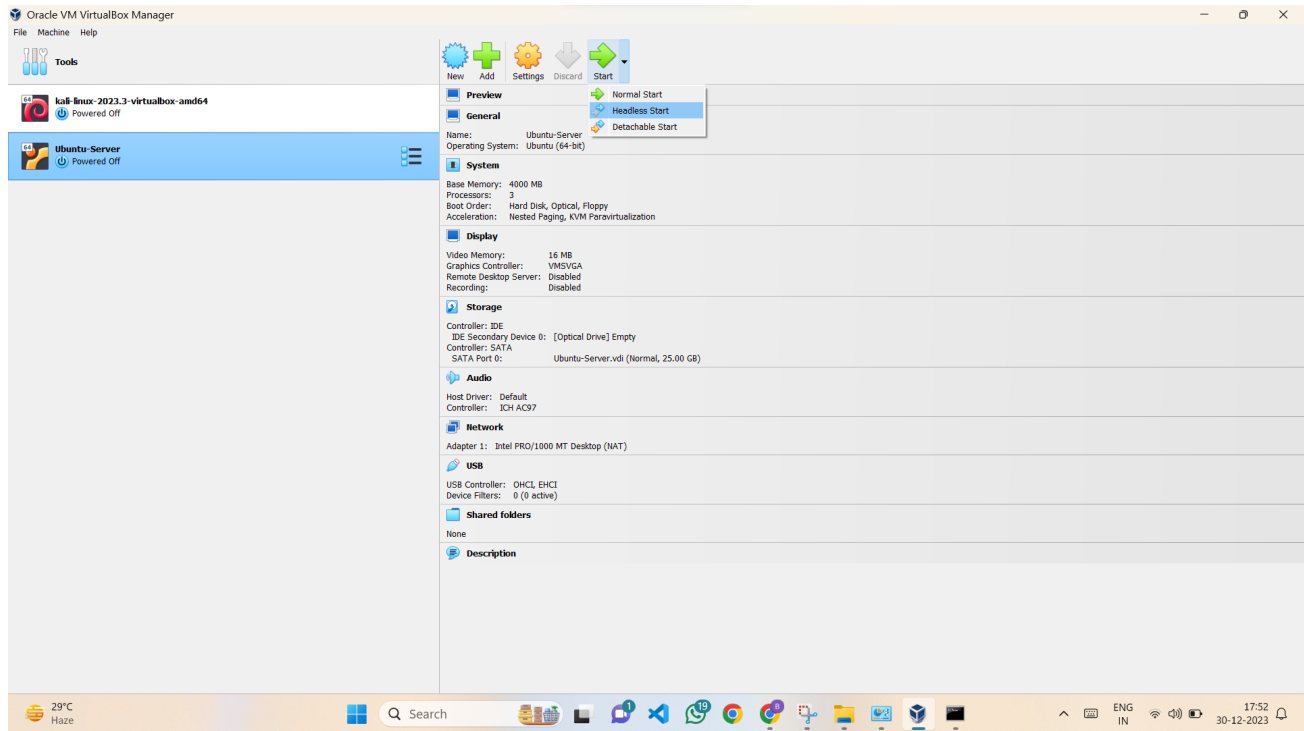 Oracle VM VirtualBox Manager
File Machine Help
Tools
New Add Settings Discard Start
Normal Start
Headless Start
Detachable Start
64
kali-linux-2023.3-virtualbox-amd64
Powered Off
64
Ubuntu-Server
Powered Off
Preview
General
Name: Ubuntu-Server
Operating System: Ubuntu (64-bit)
System
Base Memory: 4000 MB
Processors: 3
Boot Order: Hard Disk, Optical, Floppy
Acceleration: Nested Paging, KVM Paravirtualization
Display
Video Memory: 16 MB
Graphics Controller: VMSVGA
Remote Desktop Server: Disabled
Recording: Disabled
Storage
Controller: IDE
IDE Secondary Device 0: [Optical Drive] Empty
Controller: SATA
SATA Port 0: Ubuntu-Server.vdi (Normal, 25.00 GB)
Audio
Host Driver: Default
Controller: ICH AC97
Network
Adapter 1: Intel PRO/1000 MT Desktop (NAT)
USB
USB Controller: OHCI, EHCI
Device Filters: 0 (0 active)
Shared folders
None
Description
29°C
Haze
Search
1
19
8
ENG
IN
17:52
30-12-2023